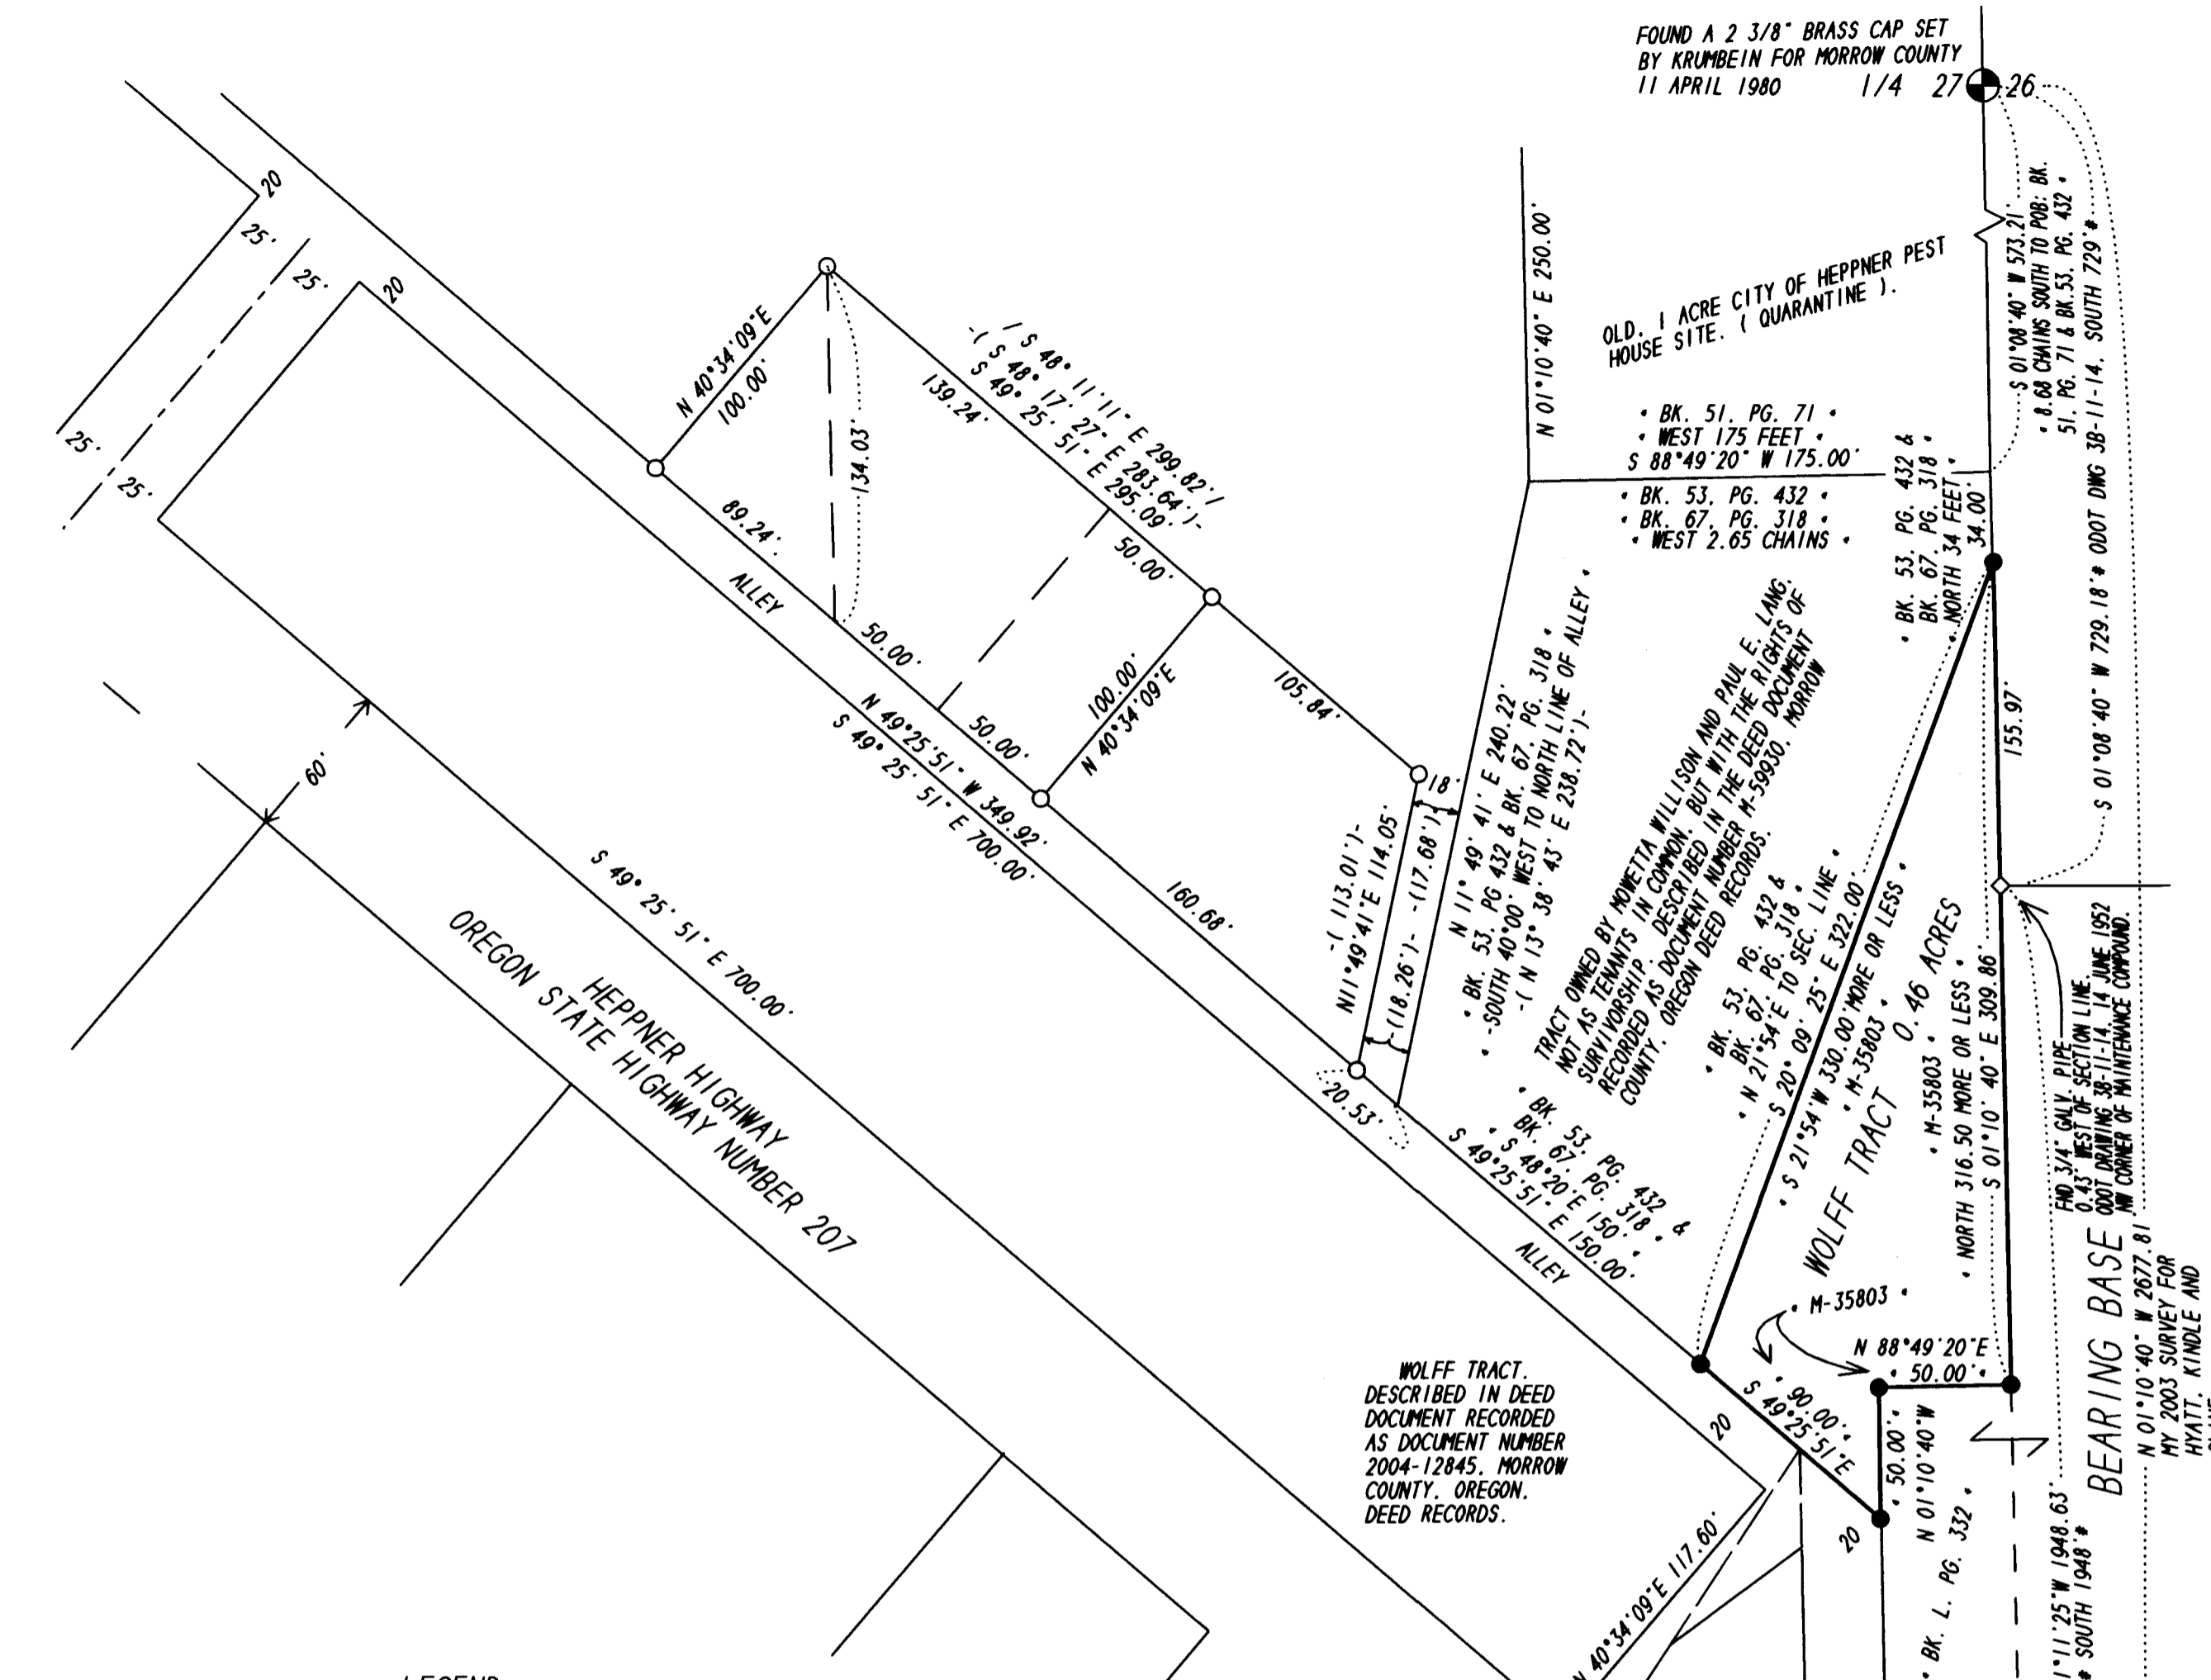 FOUND A 2 3/8" BRASS CAP SET
BY KRUMBEIN FOR MORROW COUNTY
11 APRIL 1980 1/4 27 26
20
25'
25'
20
25'
25'
N 40°34'09"E
100.00'
134.03'
/ S 48° 11'11" E 299.82'/
-( S 48° 17' 27" E 283.64')-
S 49° 25' 51" E 295.09'
139.24'
50.00'
105.84'
89.24'
ALLEY
50.00'
50.00'
100.00'
N 40°34'09"E
N 49°25'51" W 349.92'
S 49° 25' 51" E 700.00'
160.68'
60'
S 49° 25' 51" E 700.00'
HEPPNER HIGHWAY
OREGON STATE HIGHWAY NUMBER 207
N 01°10'40" E 250.00'
OLD. 1 ACRE CITY OF HEPPNER PEST
HOUSE SITE. ( QUARANTINE ).
• BK. 51. PG. 71 •
• WEST 175 FEET •
S 88°49'20" W 175.00'
• BK. 53. PG. 432 •
• BK. 67. PG. 318 •
• WEST 2.65 CHAINS •
• BK. 53. PG. 432 &
BK. 67. PG. 318 •
• NORTH 34 FEET •
34.00'
S 01°08'40" W 573.21'
• 8.68 CHAINS SOUTH TO POB: BK.
51. PG. 71 & BK.53. PG. 432 •
S 01°08'40" W 729.18'# ODOT DWG 3B-11-14. SOUTH 729'#
155.97'
18'
-( 113.01')-
N11°49'41"E 114.05'
-(18.26')- -(17.68')-
20.53'
N 11° 49' 41" E 240.22'
• BK. 53. PG 432 & BK. 67. PG. 318 •
• -SOUTH 40°00' WEST TO NORTH LINE OF ALLEY •
-( N 13° 38' 43" E 238.72')-
TRACT OWNED BY MOWETTA WILLISON AND PAUL E. LANG.
NOT AS TENANTS IN COMMON. BUT WITH THE RIGHTS OF
SURVIVORSHIP. DESCRIBED IN THE DEED DOCUMENT
RECORDED AS DOCUMENT NUMBER M-59930. MORROW
COUNTY. OREGON DEED RECORDS.
• BK. 53. PG. 432 &
BK. 67. PG. 318 •
• N 21°54'E TO SEC. LINE •
S 20° 09' 25" E 322.00'
• S 21°54'W 330.00'MORE OR LESS •
• M-35803 •
WOLFF TRACT 0.46 ACRES
• M-35803 •
• NORTH 316.50 MORE OR LESS •
S 01°10' 40" E 309.86'
FND 3/4" GALV. PIPE
0.43' WEST OF SECTION LINE.
ODOT DRAWING 3B-11-14. 14 JUNE 1952
NW CORNER OF MAINTENANCE COMPOUND.
• BK. 53. PG. 432 &
BK. 67. PG. 318 •
• S 48°20'E 150' •
S 49°25'51" E 150.00'
ALLEY
• M-35803 •
N 88°49'20"E
• 50.00' •
• 90.00' •
S 49°25'51"E
• 50.00' •
N 01°10'40"W
20
20
WOLFF TRACT.
DESCRIBED IN DEED
DOCUMENT RECORDED
AS DOCUMENT NUMBER
2004-12845. MORROW
COUNTY. OREGON.
DEED RECORDS.
N 40°34'09"E 117.60'
• BK. L. PG. 332 •
1°11'25"W 1948.63'
# SOUTH 1948'#
BEARING BASE
N 01°10'40" W 2677.81'
MY 2003 SURVEY FOR
HYATT. KINDLE AND
LEGEND